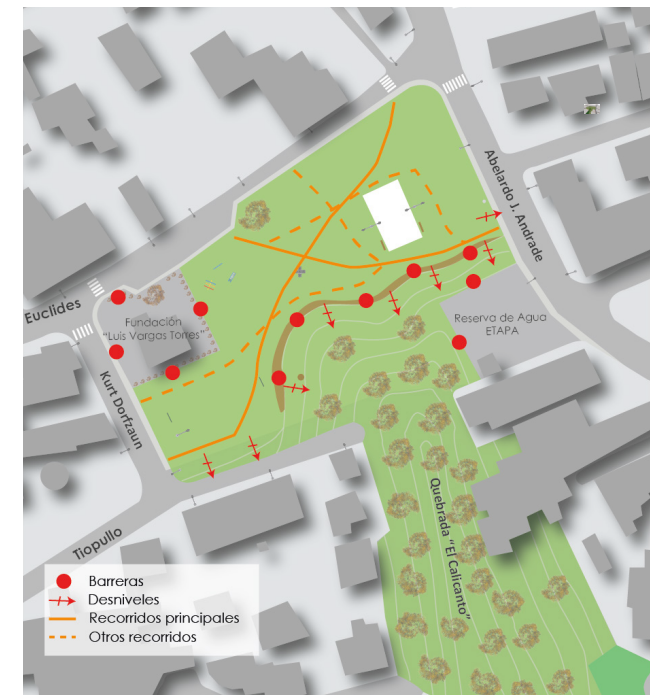 Abelardo J. Andrade
Euclides
Fundación
"Luis Vargas Torres"
Reserva de Agua
ETAPA
Kurt Dorfzaun
Tiopullo
Quebrada "El Calicanto"
Barreras
Desniveles
Recorridos principales
Otros recorridos